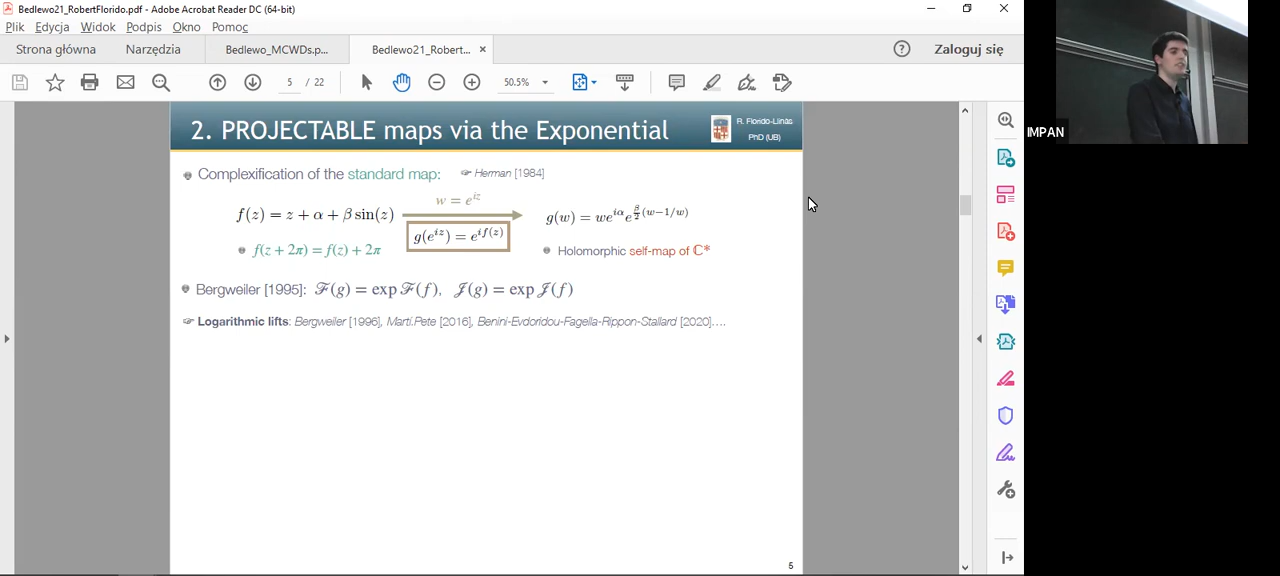 Bedlewo21_RobertFlorido.pdf - Adobe Acrobat Reader DC (64-bit)
Plik Edycja Widok Podpis Okno Pomoc
Strona główna Narzędzia Bedlewo_MCWDs.p... Bedlewo21_Robert... × Zaloguj się
5 / 22 50.5%
2. PROJECTABLE maps via the Exponential
R. Florido-Llinàs
PhD (UB)
Complexification of the standard map: Herman [1984]
f(z) = z + α + β sin(z) w = e^{iz} g(w) = we^{iα}e^{\frac{β}{2}(w−1/w)}
g(e^{iz}) = e^{if(z)}
f(z + 2π) = f(z) + 2π Holomorphic self-map of ℂ*
Bergweiler [1995]: ℱ(g) = exp ℱ(f), 𝒥(g) = exp 𝒥(f)
Logarithmic lifts: Bergweiler [1996], Martí.Pete [2016], Benini-Evdoridou-Fagella-Rippon-Stallard [2020]….
5
IMPAN